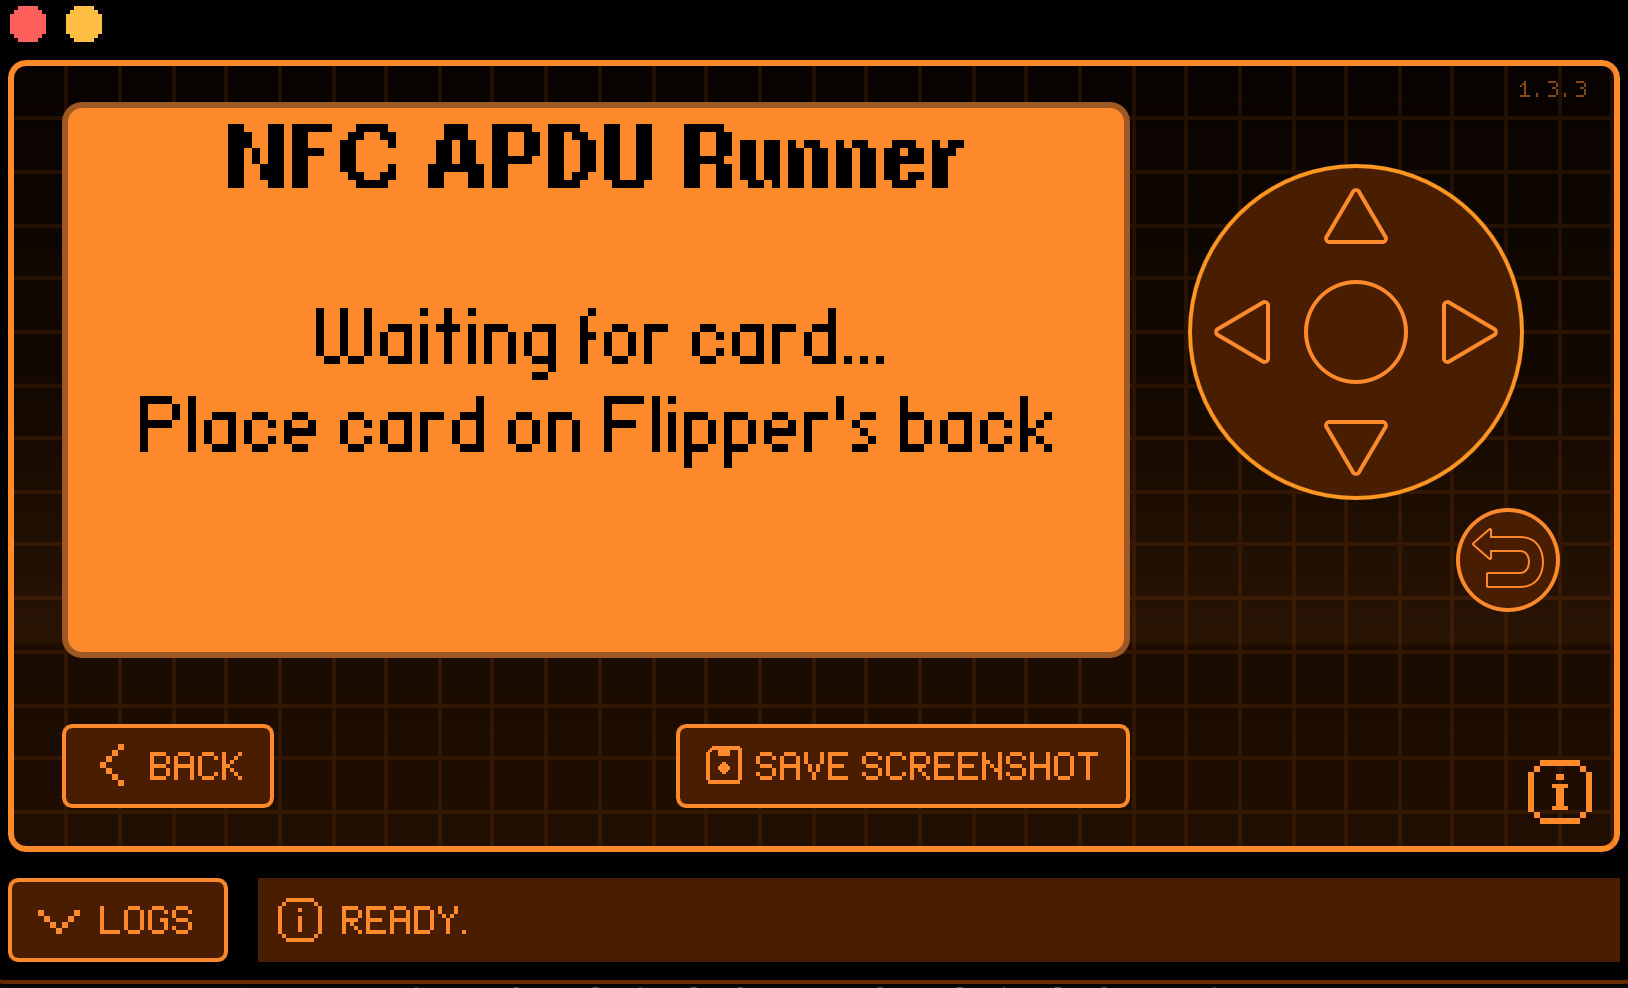 1.3.3
NFC APDU Runner
Waiting for card...
Place card on Flipper's back
BACK
SAVE SCREENSHOT
LOGS
READY.